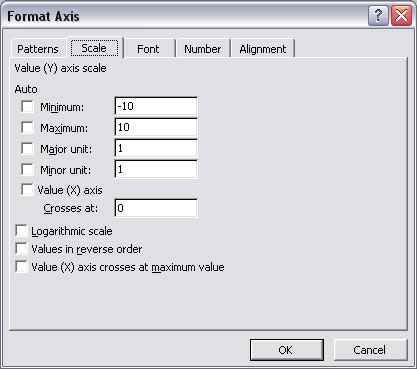 Format Axis
Patterns Scale Font Number Alignment
Value (Y) axis scale
Auto
Minimum: -10
Maximum: 10
Major unit: 1
Minor unit: 1
Value (X) axis
Crosses at: 0
Logarithmic scale
Values in reverse order
Value (X) axis crosses at maximum value
OK Cancel